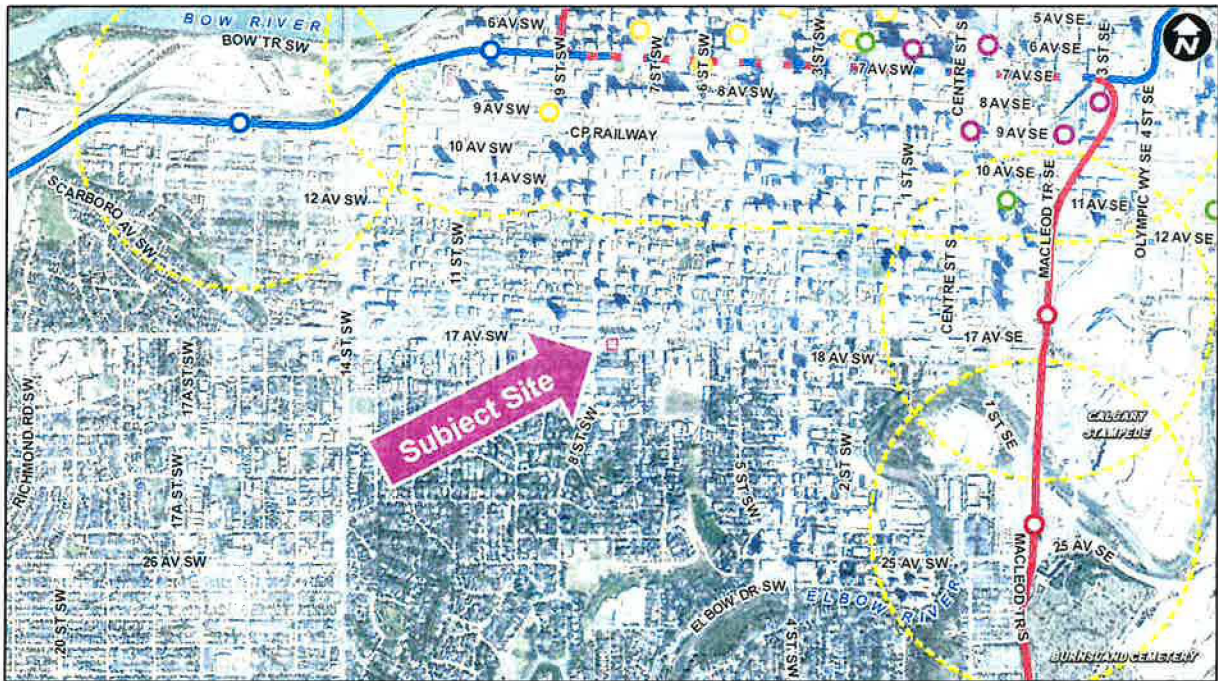 BOW RIVER
BOW TR SW
6 AV SW
9 ST SW
7 ST SW
6 ST SW
3 ST SW
7 AV SW
8 AV SW
CENTRE ST S
5 AV SE
6 AV SE
7 AV SE
3 ST SE
N
9 AV SW
CP RAILWAY
8 AV SE
9 AV SE
4 ST SE
10 AV SW
11 AV SW
12 AV SW
1 ST SW
10 AV SE
11 AV SE
12 AV SE
MACLEOD TR SE
OLYMPIC WY SE
SCARBORO AV SW
11 ST SW
14 ST SW
CENTRE ST S
17 AV SW
17 AV SE
18 AV SW
Subject Site
RICHMOND RD SW
17A ST SW
17A ST SW
8 ST SW
5 ST SW
2 ST SW
1 ST SE
CALGARY
STAMPEDE
26 AV SW
25 AV SW
25 AV SE
20 ST SW
ELBOW DR SW
4 ST SW
ELBOW RIVER
MACLEOD TR S
BURNSLAND CEMETERY